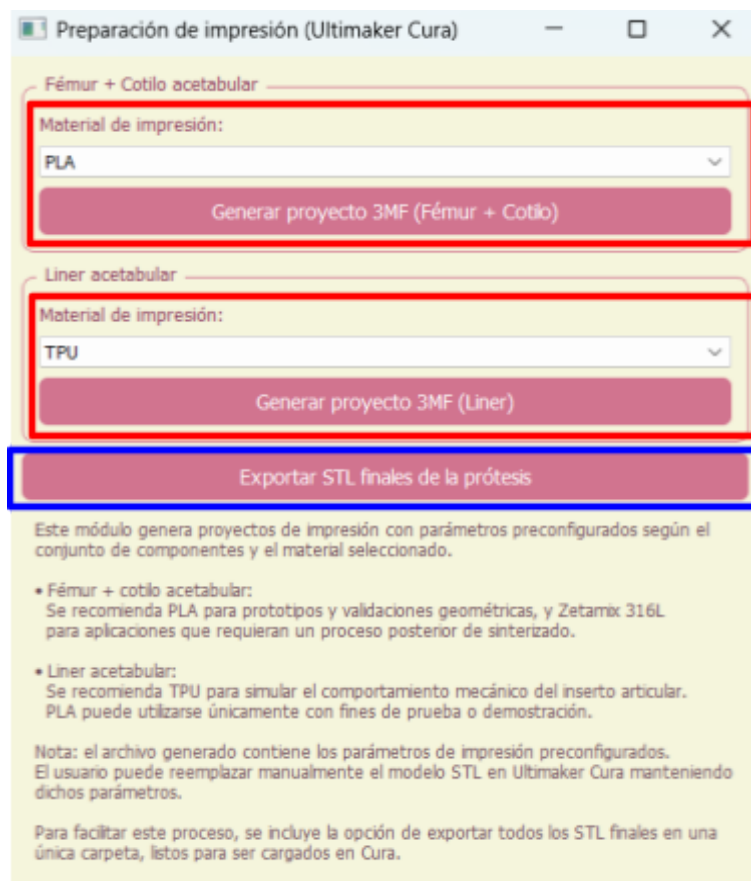 Preparación de impresión (Ultimaker Cura)
Fémur + Cotilo acetabular
Material de impresión:
PLA
Generar proyecto 3MF (Fémur + Cotilo)
Liner acetabular
Material de impresión:
TPU
Generar proyecto 3MF (Liner)
Exportar STL finales de la prótesis
Este módulo genera proyectos de impresión con parámetros preconfigurados según el
conjunto de componentes y el material seleccionado.
• Fémur + cotilo acetabular:
Se recomienda PLA para prototipos y validaciones geométricas, y Zetamix 316L
para aplicaciones que requieran un proceso posterior de sinterizado.
• Liner acetabular:
Se recomienda TPU para simular el comportamiento mecánico del inserto articular.
PLA puede utilizarse únicamente con fines de prueba o demostración.
Nota: el archivo generado contiene los parámetros de impresión preconfigurados.
El usuario puede reemplazar manualmente el modelo STL en Ultimaker Cura manteniendo
dichos parámetros.
Para facilitar este proceso, se incluye la opción de exportar todos los STL finales en una
única carpeta, listos para ser cargados en Cura.